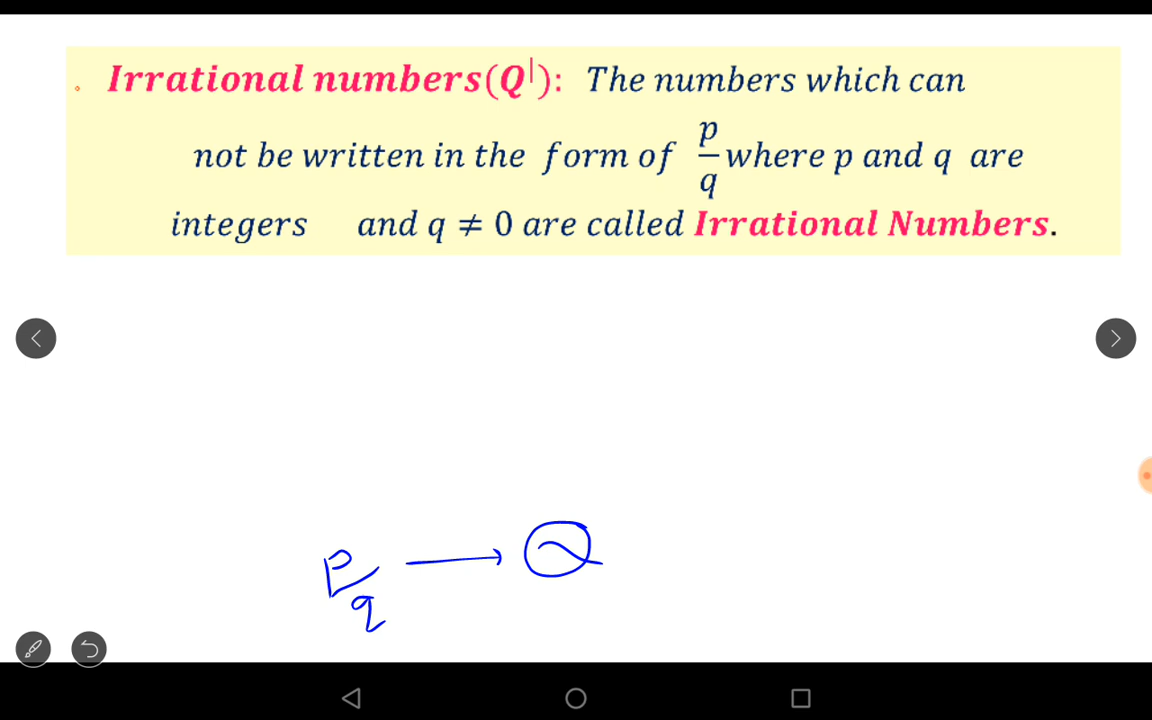 Irrational numbers(Q|): The numbers which can
not be written in the form of p/q where p and q are
integers and q ≠ 0 are called Irrational Numbers.
p/q → Q